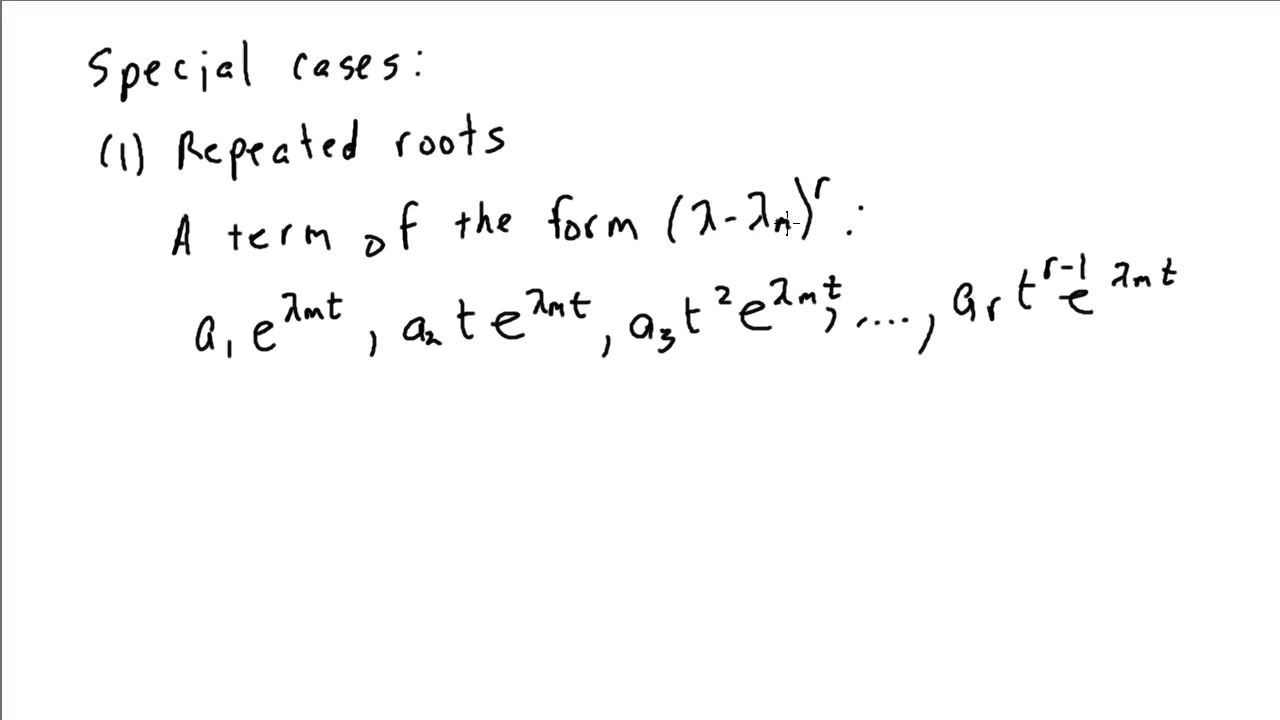 Special cases:
(1) Repeated roots
A term of the form (λ-λₘ)ʳ :
a₁ e^{λₘt} , a₂ t e^{λₘt} , a₃ t² e^{λₘt} , .... , aᵣ t^{r-1} e^{λₘt}